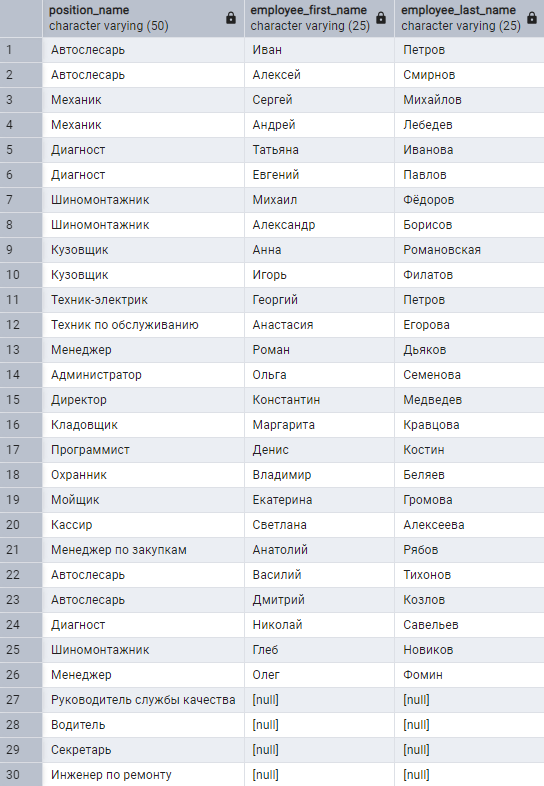 position_name employee_first_name employee_last_name
character varying (50) character varying (25) character varying (25)
1 Автослесарь Иван Петров
2 Автослесарь Алексей Смирнов
3 Механик Сергей Михайлов
4 Механик Андрей Лебедев
5 Диагност Татьяна Иванова
6 Диагност Евгений Павлов
7 Шиномонтажник Михаил Фёдоров
8 Шиномонтажник Александр Борисов
9 Кузовщик Анна Романовская
10 Кузовщик Игорь Филатов
11 Техник-электрик Георгий Петров
12 Техник по обслуживанию Анастасия Егорова
13 Менеджер Роман Дьяков
14 Администратор Ольга Семенова
15 Директор Константин Медведев
16 Кладовщик Маргарита Кравцова
17 Программист Денис Костин
18 Охранник Владимир Беляев
19 Мойщик Екатерина Громова
20 Кассир Светлана Алексеева
21 Менеджер по закупкам Анатолий Рябов
22 Автослесарь Василий Тихонов
23 Автослесарь Дмитрий Козлов
24 Диагност Николай Савельев
25 Шиномонтажник Глеб Новиков
26 Менеджер Олег Фомин
27 Руководитель службы качества [null] [null]
28 Водитель [null] [null]
29 Секретарь [null] [null]
30 Инженер по ремонту [null] [null]